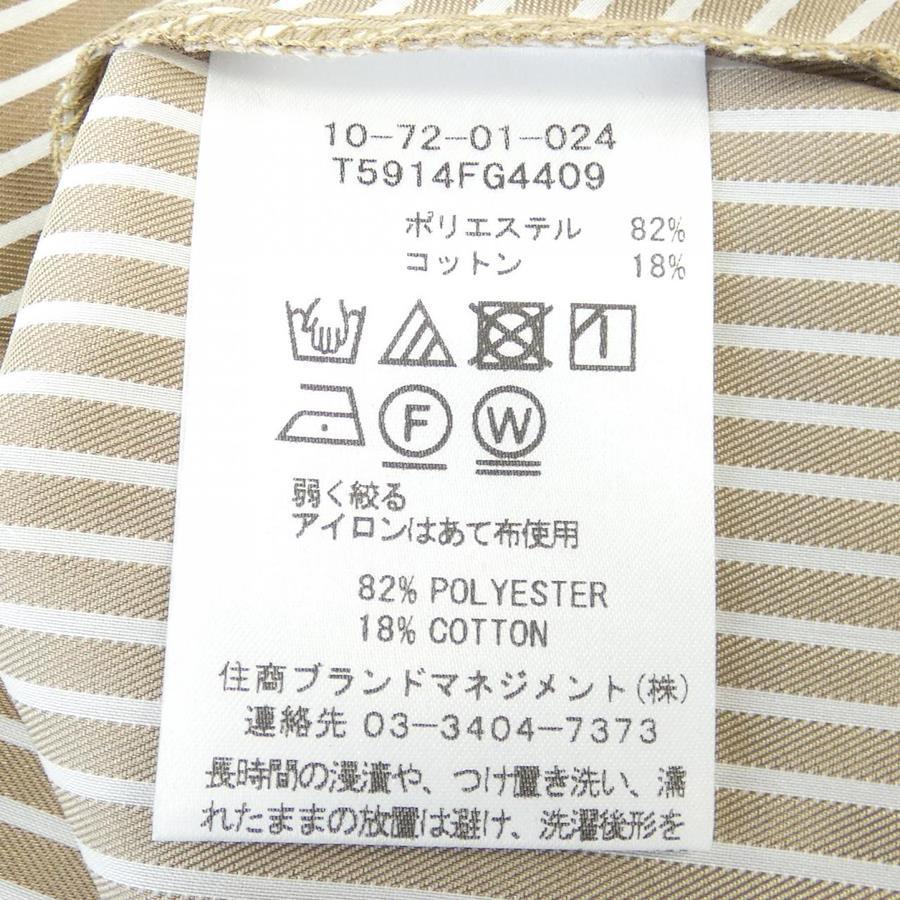 10-72-01-024
T5914FG4409
ポリエステル 82%
コットン 18%
F W
弱く絞る
アイロンはあて布使用
82% POLYESTER
18% COTTON
住商ブランドマネジメント(株)
連絡先 03-3404-7373
長時間の浸漬や、つけ置き洗い、濡
れたままの放置は避け、洗濯後形を